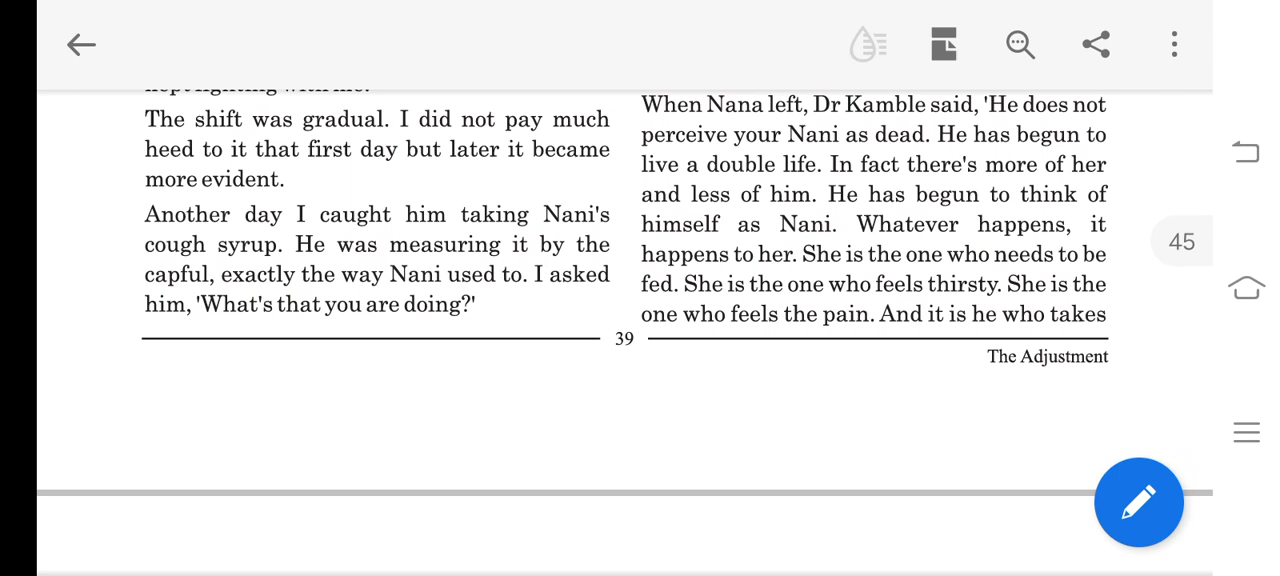 The shift was gradual. I did not pay much
heed to it that first day but later it became
more evident.
Another day I caught him taking Nani's
cough syrup. He was measuring it by the
capful, exactly the way Nani used to. I asked
him, 'What's that you are doing?'
When Nana left, Dr Kamble said, 'He does not
perceive your Nani as dead. He has begun to
live a double life. In fact there's more of her
and less of him. He has begun to think of
himself as Nani. Whatever happens, it
happens to her. She is the one who needs to be
fed. She is the one who feels thirsty. She is the
one who feels the pain. And it is he who takes
39
The Adjustment
45